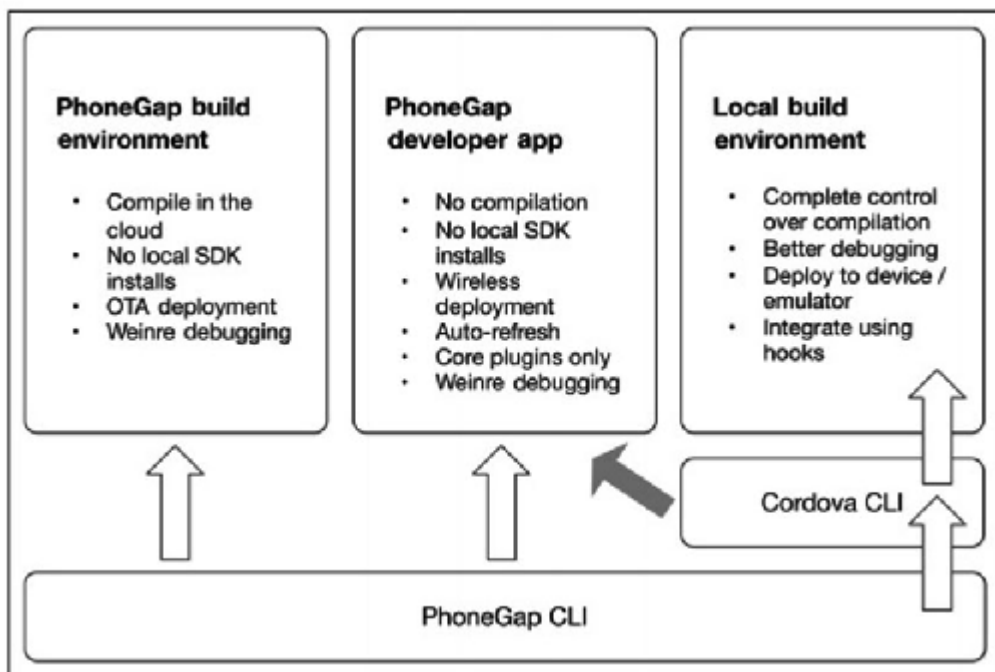 PhoneGap build
environment
• Compile in the
cloud
• No local SDK
installs
• OTA deployment
• Weinre debugging
PhoneGap
developer app
• No compilation
• No local SDK
installs
• Wireless
deployment
• Auto-refresh
• Core plugins only
• Weinre debugging
Local build
environment
• Complete control
over compilation
• Better debugging
• Deploy to device /
emulator
• Integrate using
hooks
Cordova CLI
PhoneGap CLI